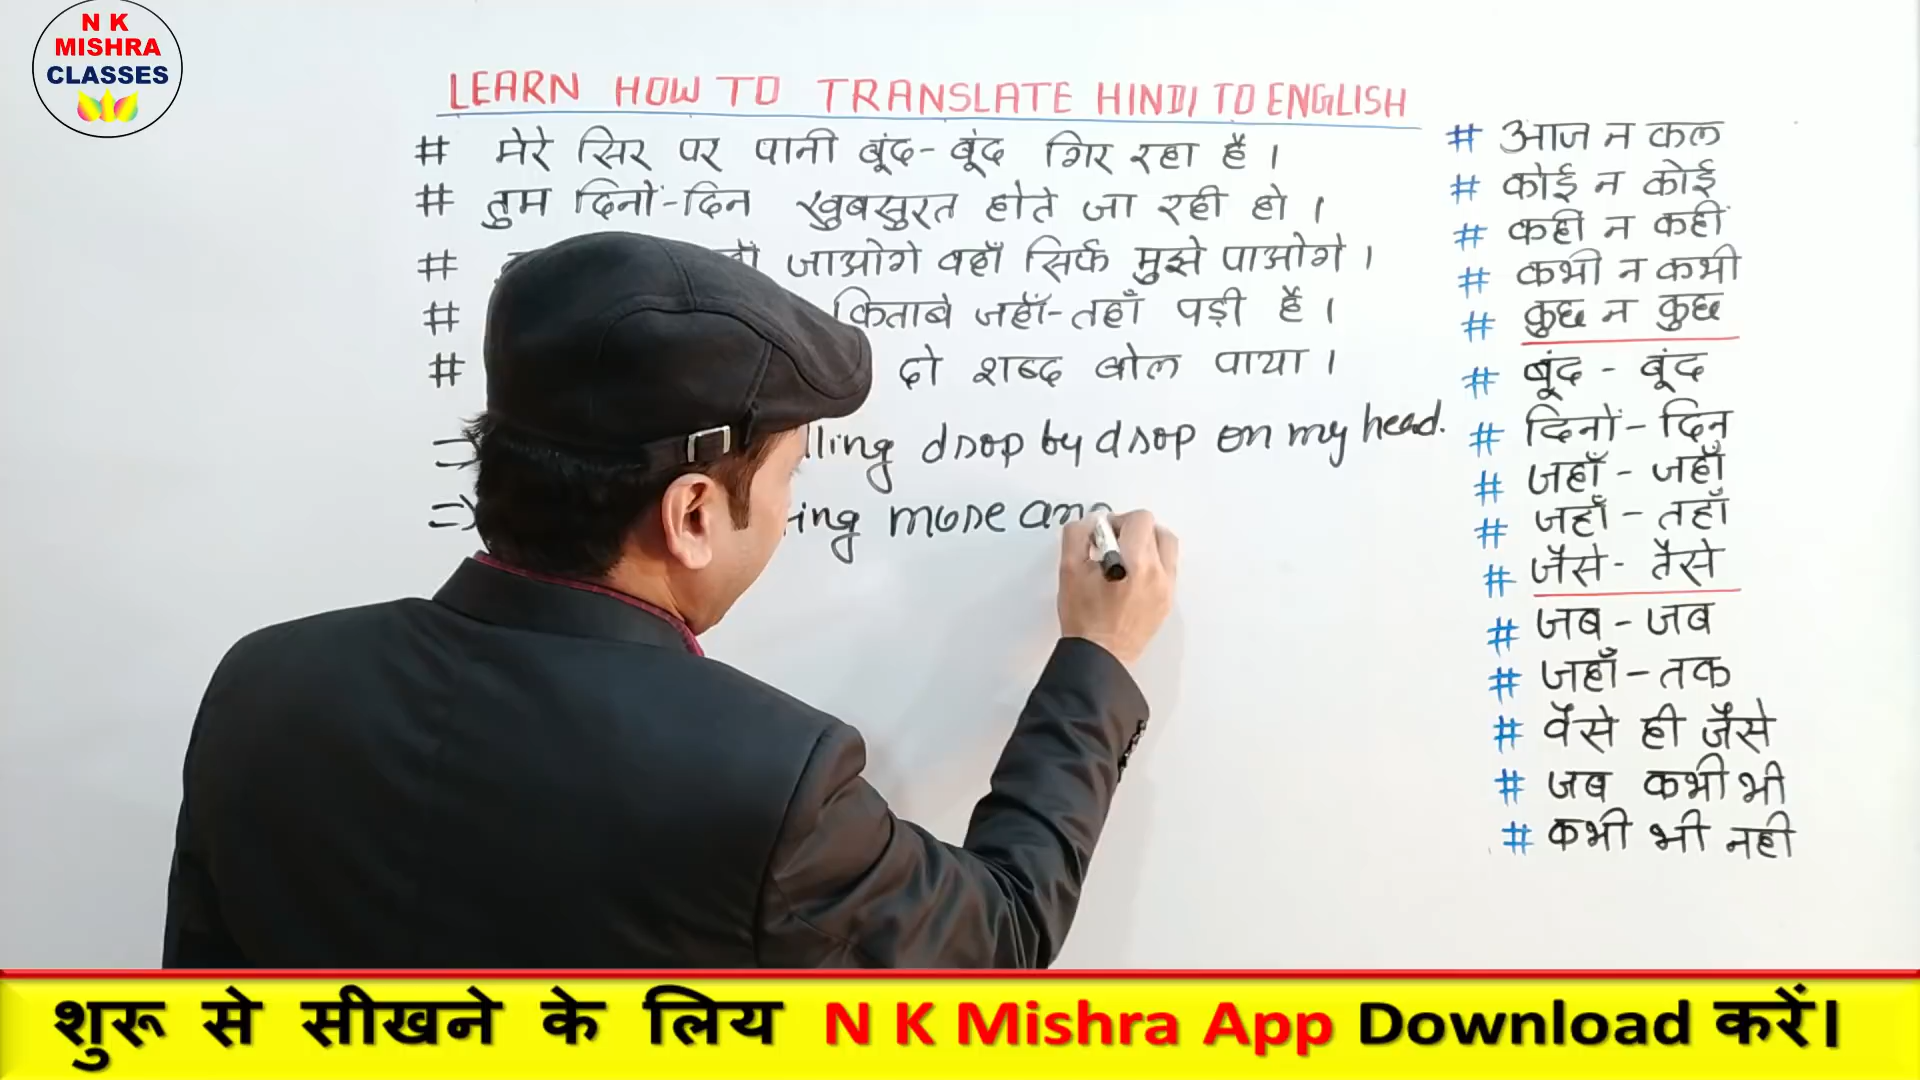 N K
MISHRA
CLASSES
LEARN HOW TO TRANSLATE HINDI TO ENGLISH
# मेरे सिर पर पानी बूंद-बूंद गिर रहा है ।
# तुम दिनों-दिन खुबसुरत होते जा रही हो ।
# जाओगे वहाँ सिर्फ मुझे पाओगे ।
# किताबे जहाँ-तहाँ पड़ी है ।
# दो शब्द बोल पाया ।
⇒ lling drop by drop on my head.
⇒ ing more an
# आज न कल
# कोई न कोई
# कही न कहीं
# कभी न कभी
# कुछ न कुछ
# बूंद - बूंद
# दिनों - दिन
# जहाँ - जहाँ
# जहाँ - तहाँ
# जैसे - तैसे
# जब - जब
# जहाँ - तक
# वैसे ही जैसे
# जब कभी भी
# कभी भी नही
शुरू से सीखने के लिय N K Mishra App Download करें।